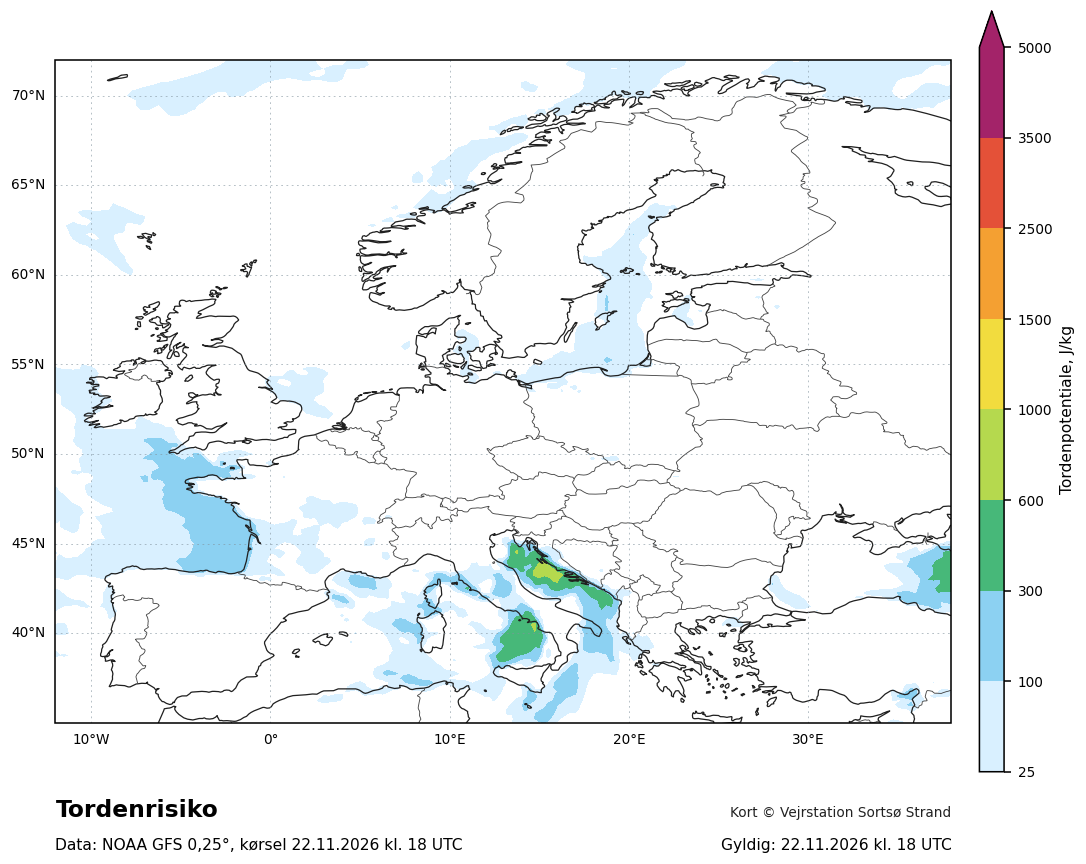 70°N
65°N
60°N
55°N
50°N
45°N
40°N
10°W
0°
10°E
20°E
30°E
5000
3500
2500
1500
1000
600
300
100
25
Tordenpotentiale, J/kg
Tordenrisiko
Kort © Vejrstation Sortsø Strand
Data: NOAA GFS 0,25°, kørsel 22.11.2026 kl. 18 UTC
Gyldig: 22.11.2026 kl. 18 UTC